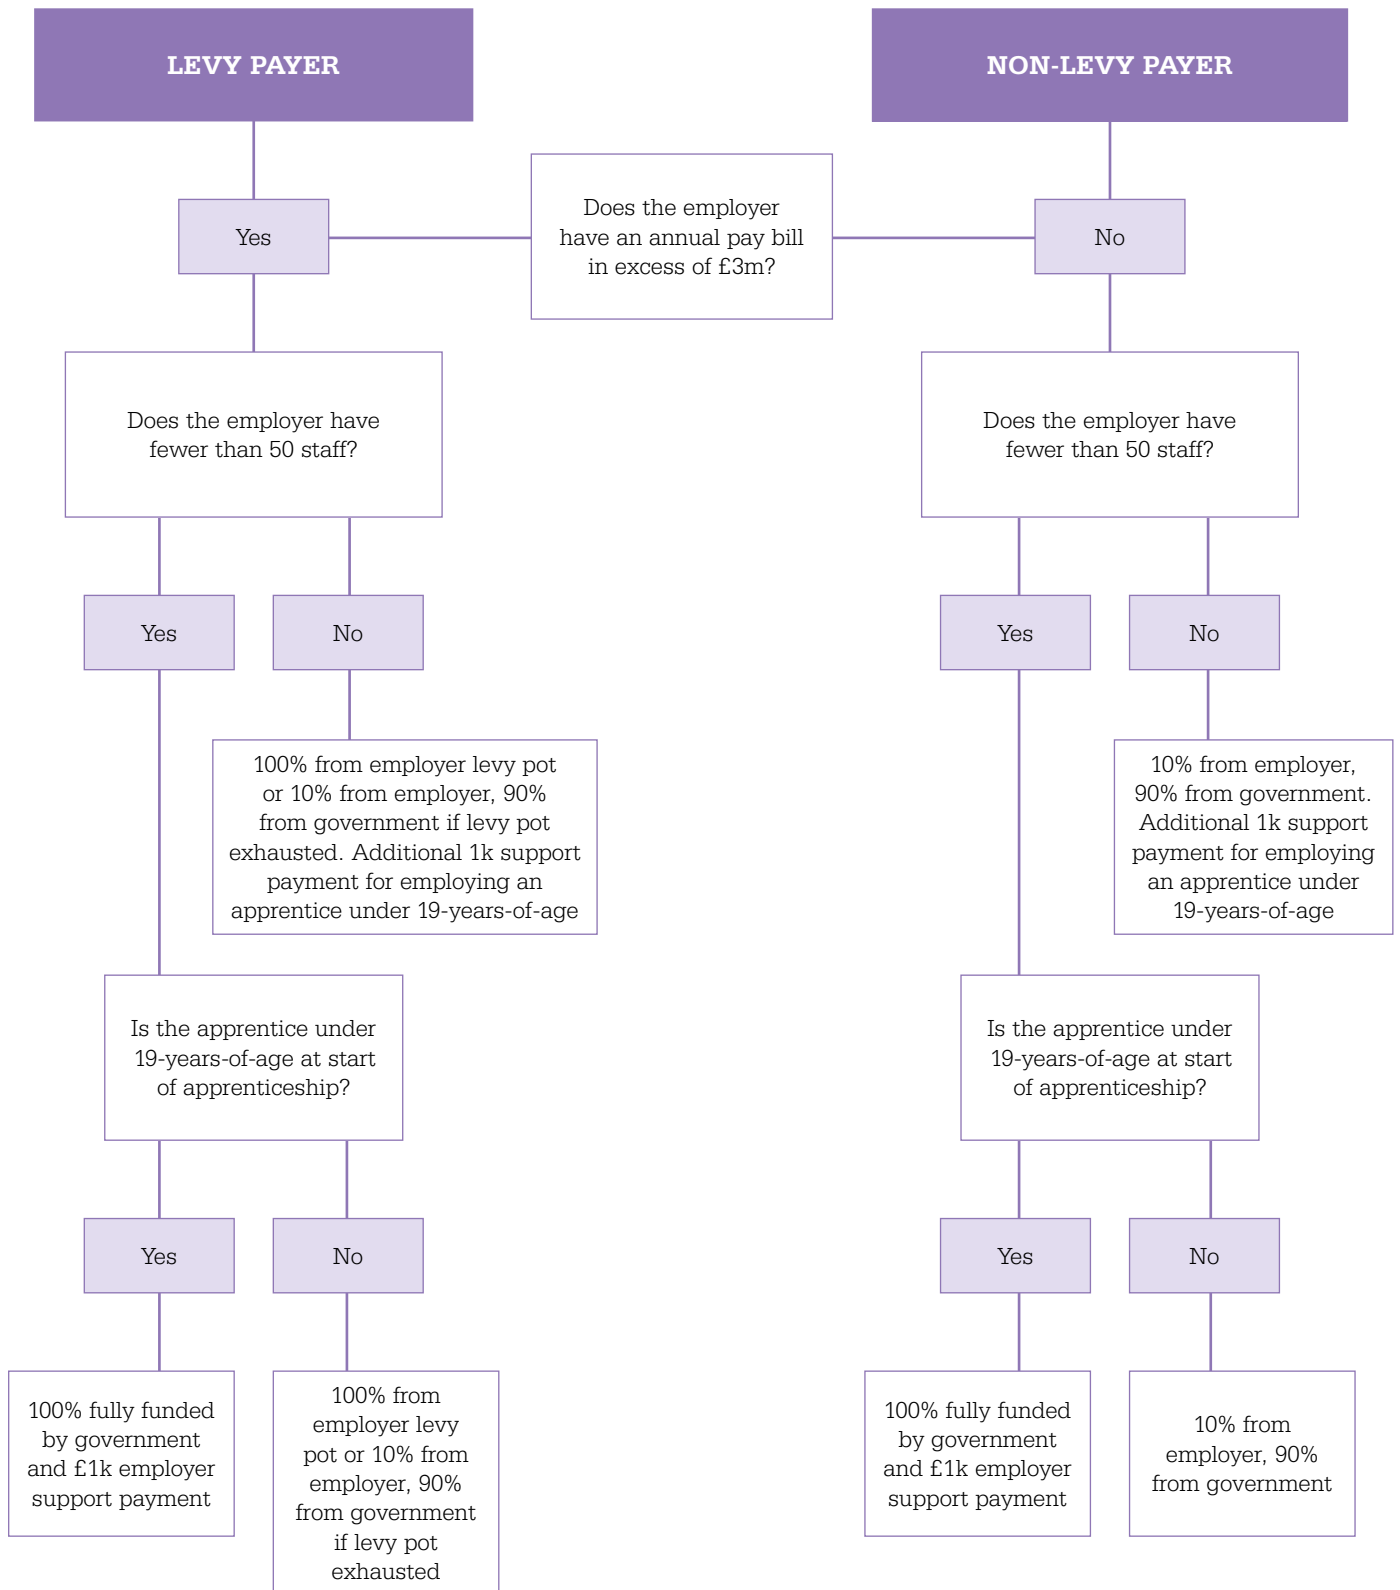 LEVY PAYER
NON-LEVY PAYER
Does the employer
have an annual pay bill
in excess of £3m?
Yes
No
Does the employer have
fewer than 50 staff?
Does the employer have
fewer than 50 staff?
Yes
No
Yes
No
100% from employer levy pot
or 10% from employer, 90%
from government if levy pot
exhausted. Additional 1k support
payment for employing an
apprentice under 19-years-of-age
10% from employer,
90% from government.
Additional 1k support
payment for employing
an apprentice under
19-years-of-age
Is the apprentice under
19-years-of-age at start
of apprenticeship?
Is the apprentice under
19-years-of-age at start
of apprenticeship?
Yes
No
Yes
No
100% fully funded
by government
and £1k employer
support payment
100% from
employer levy
pot or 10% from
employer, 90%
from government
if levy pot
exhausted
100% fully funded
by government
and £1k employer
support payment
10% from
employer, 90%
from government